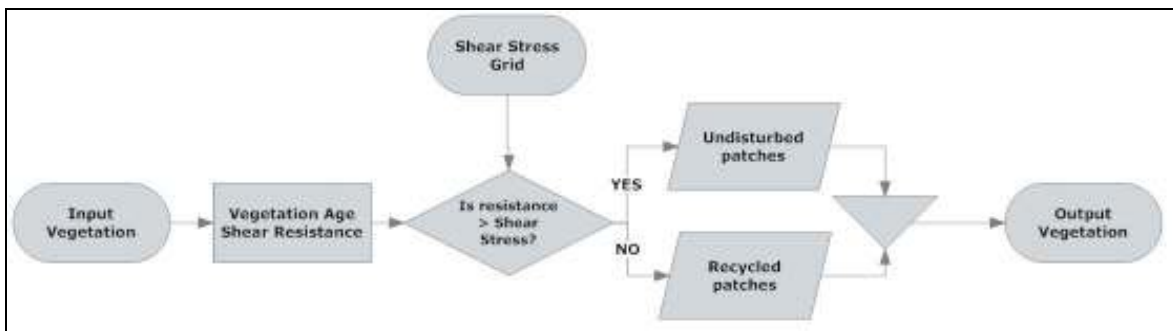 Shear Stress
Grid
Input
Vegetation
Vegetation Age
Shear Resistance
Is resistance
> Shear
Stress?
YES
NO
Undisturbed
patches
Recycled
patches
Output
Vegetation